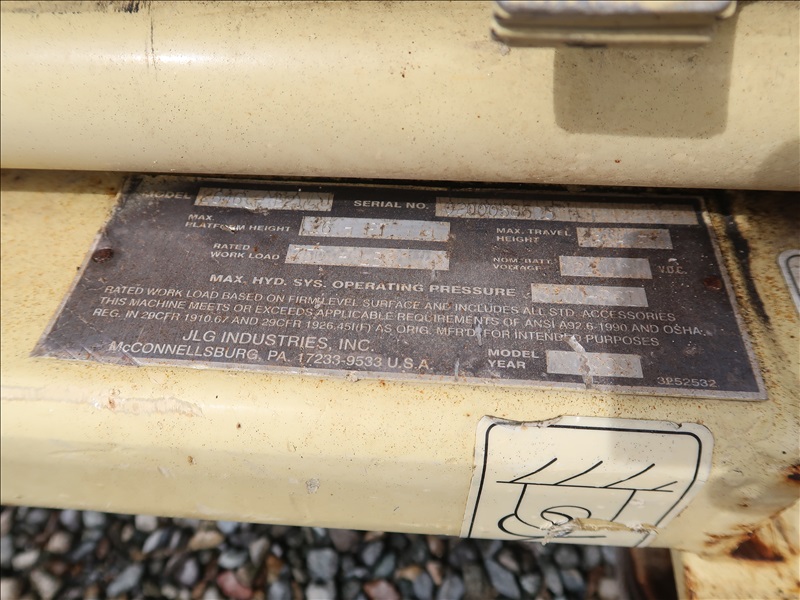 MODEL SERIAL NO.
MAX. PLATFORM HEIGHT
MAX. TRAVEL HEIGHT
RATED WORK LOAD
NOM. BATT. VOLTAGE V.D.C.
MAX. HYD. SYS. OPERATING PRESSURE
RATED WORK LOAD BASED ON FIRM LEVEL SURFACE AND INCLUDES ALL STD. ACCESSORIES
THIS MACHINE MEETS OR EXCEEDS APPLICABLE REQUIREMENTS OF ANSI A92.6-1990 AND OSHA
REG. IN 29CFR 1910.67 AND 29CFR 1926.451(F) AS ORIG. MFR'D. FOR INTENDED PURPOSES
JLG INDUSTRIES, INC.
McCONNELLSBURG, PA. 17233-9533 U.S.A.
MODEL YEAR
3252532